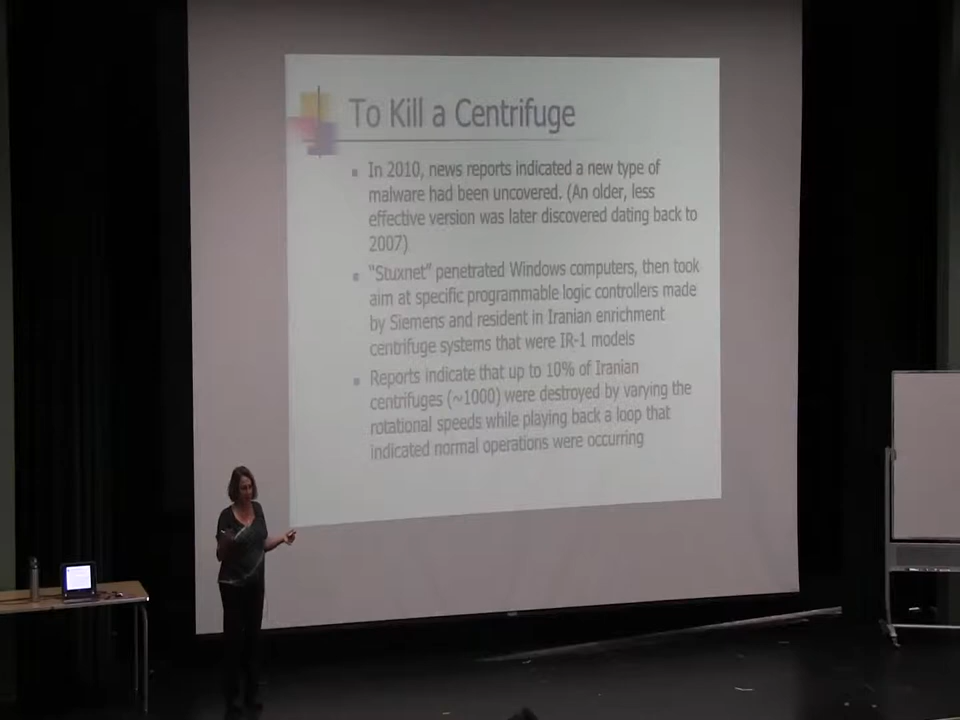 To Kill a Centrifuge
In 2010, news reports indicated a new type of
malware had been uncovered. (An older, less
effective version was later discovered dating back to
2007)
"Stuxnet" penetrated Windows computers, then took
aim at specific programmable logic controllers made
by Siemens and resident in Iranian enrichment
centrifuge systems that were IR-1 models
Reports indicate that up to 10% of Iranian
centrifuges (~1000) were destroyed by varying the
rotational speeds while playing back a loop that
indicated normal operations were occurring